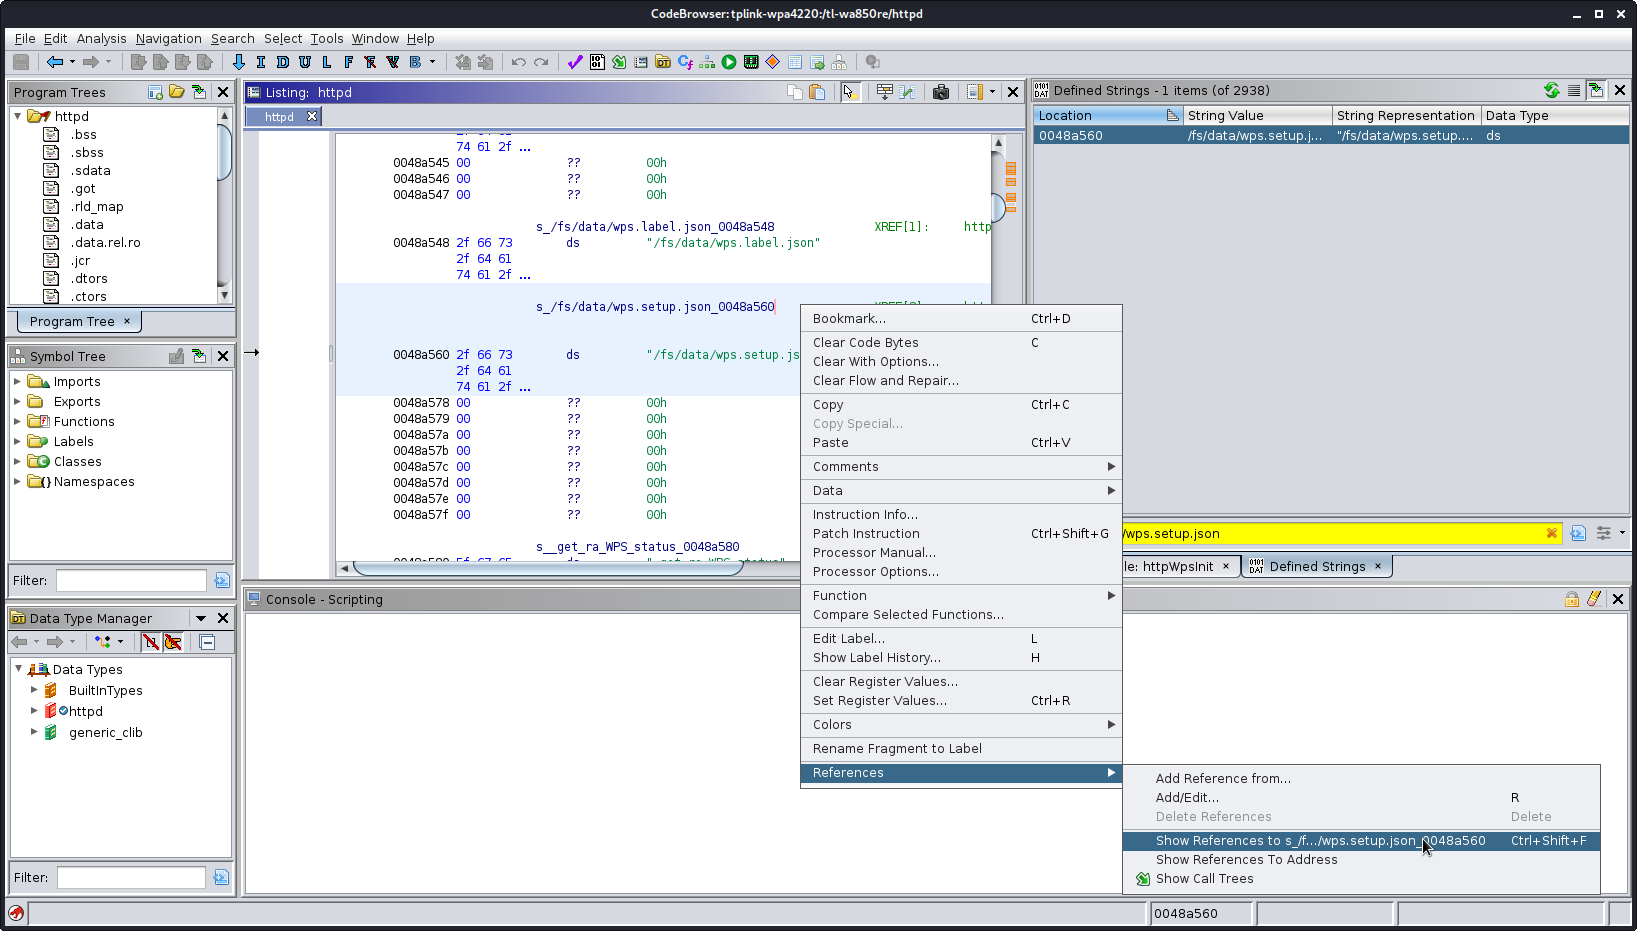 CodeBrowser: tplink-wpa4220:/tl-wa850re/httpd
File Edit Analysis Navigation Search Select Tools Window Help
I D U L F V B
Program Trees
httpd
.bss
.sbss
.sdata
.got
.rld_map
.data
.data.rel.ro
.jcr
.dtors
.ctors
Program Tree ×
Symbol Tree
Imports
Exports
Functions
Labels
Classes
Namespaces
Filter:
Data Type Manager
Data Types
BuiltInTypes
httpd
generic_clib
Filter:
Listing: httpd
httpd
74 61 2f ...
0048a545 00 ?? 00h
0048a546 00 ?? 00h
0048a547 00 ?? 00h
s_/fs/data/wps.label.json_0048a548 XREF[1]: http
0048a548 2f 66 73 ds "/fs/data/wps.label.json"
2f 64 61
74 61 2f ...
s_/fs/data/wps.setup.json_0048a560
0048a560 2f 66 73 ds "/fs/data/wps.setup.js
2f 64 61
74 61 2f ...
0048a578 00 ?? 00h
0048a579 00 ?? 00h
0048a57a 00 ?? 00h
0048a57b 00 ?? 00h
0048a57c 00 ?? 00h
0048a57d 00 ?? 00h
0048a57e 00 ?? 00h
0048a57f 00 ?? 00h
s__get_ra_WPS_status_0048a580
Defined Strings - 1 items (of 2938)
Location String Value String Representation Data Type
0048a560 /fs/data/wps.setup.j... "/fs/data/wps.setup.... ds
/wps.setup.json
le: httpWpsInit × Defined Strings ×
Console - Scripting
Bookmark... Ctrl+D
Clear Code Bytes C
Clear With Options...
Clear Flow and Repair...
Copy Ctrl+C
Copy Special...
Paste Ctrl+V
Comments
Data
Instruction Info...
Patch Instruction Ctrl+Shift+G
Processor Manual...
Processor Options...
Function
Compare Selected Functions...
Edit Label... L
Show Label History... H
Clear Register Values...
Set Register Values... Ctrl+R
Colors
Rename Fragment to Label
References
Add Reference from...
Add/Edit... R
Delete References Delete
Show References to s_/f.../wps.setup.json_0048a560 Ctrl+Shift+F
Show References To Address
Show Call Trees
0048a560